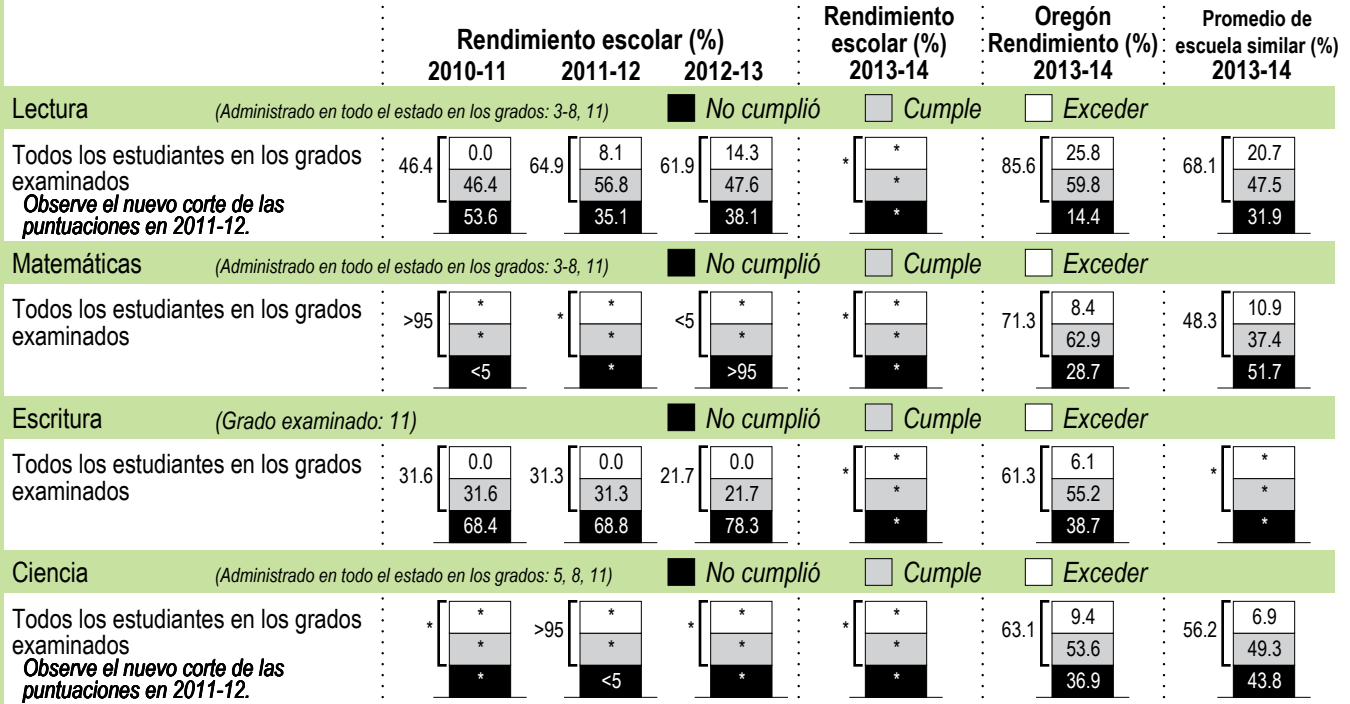 Rendimiento escolar (%)
2010-11 2011-12 2012-13
Rendimiento
escolar (%)
2013-14
Oregón
Rendimiento (%)
2013-14
Promedio de
escuela similar (%)
2013-14
Lectura (Administrado en todo el estado en los grados: 3-8, 11) No cumplió Cumple Exceder
Todos los estudiantes en los grados
examinados
Observe el nuevo corte de las
puntuaciones en 2011-12.
46.4 0.0 64.9 8.1 61.9 14.3 * * 85.6 25.8 68.1 20.7
46.4 56.8 47.6 * 59.8 47.5
53.6 35.1 38.1 * 14.4 31.9
Matemáticas (Administrado en todo el estado en los grados: 3-8, 11) No cumplió Cumple Exceder
Todos los estudiantes en los grados
examinados
>95 * * * <5 * * * 71.3 8.4 48.3 10.9
* * * * 62.9 37.4
<5 * >95 * 28.7 51.7
Escritura (Grado examinado: 11) No cumplió Cumple Exceder
Todos los estudiantes en los grados
examinados
31.6 0.0 31.3 0.0 21.7 0.0 * * 61.3 6.1 * *
31.6 31.3 21.7 * 55.2 *
68.4 68.8 78.3 * 38.7 *
Ciencia (Administrado en todo el estado en los grados: 5, 8, 11) No cumplió Cumple Exceder
Todos los estudiantes en los grados
examinados
Observe el nuevo corte de las
puntuaciones en 2011-12.
* * >95 * * * * * 63.1 9.4 56.2 6.9
* * * * 53.6 49.3
* <5 * * 36.9 43.8